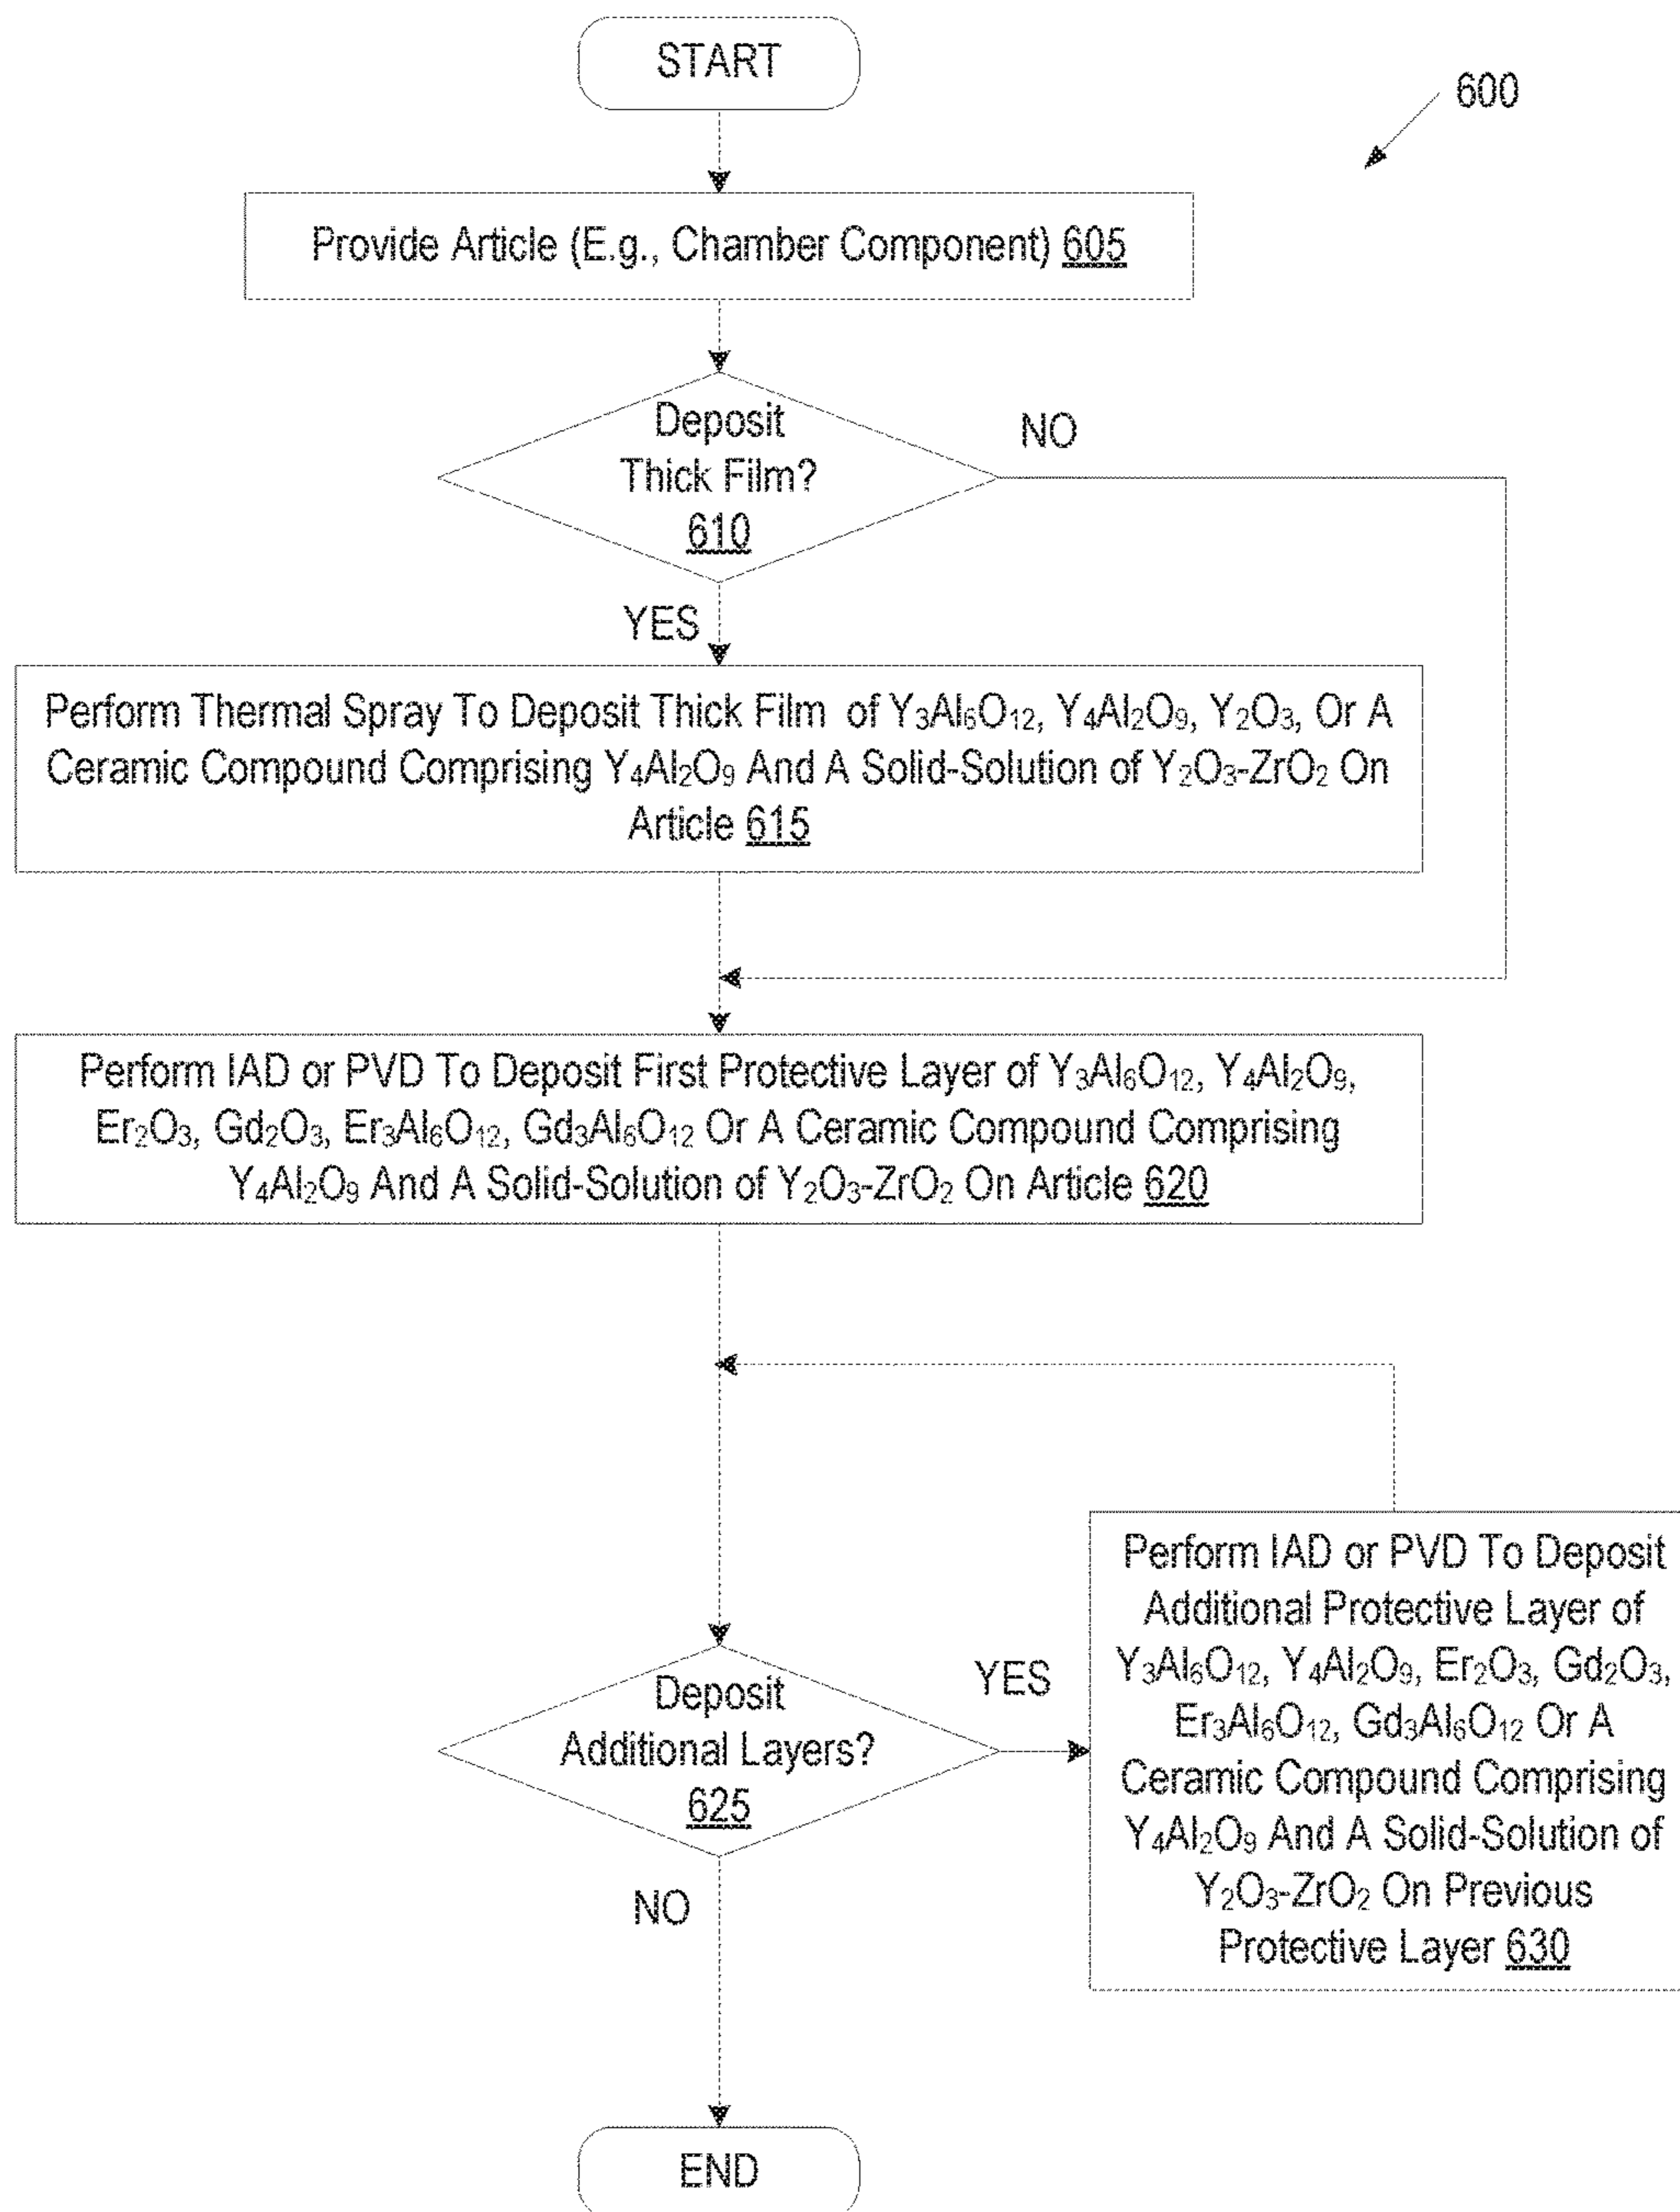 START
600
Provide Article (E.g., Chamber Component) 605
Deposit
Thick Film?
610
NO
YES
Perform Thermal Spray To Deposit Thick Film of Y₃Al₆O₁₂, Y₄Al₂O₉, Y₂O₃, Or A
Ceramic Compound Comprising Y₄Al₂O₉ And A Solid-Solution of Y₂O₃-ZrO₂ On
Article 615
Perform IAD or PVD To Deposit First Protective Layer of Y₃Al₆O₁₂, Y₄Al₂O₉,
Er₂O₃, Gd₂O₃, Er₃Al₆O₁₂, Gd₃Al₆O₁₂ Or A Ceramic Compound Comprising
Y₄Al₂O₉ And A Solid-Solution of Y₂O₃-ZrO₂ On Article 620
Deposit
Additional Layers?
625
YES
NO
Perform IAD or PVD To Deposit
Additional Protective Layer of
Y₃Al₆O₁₂, Y₄Al₂O₉, Er₂O₃, Gd₂O₃,
Er₃Al₆O₁₂, Gd₃Al₆O₁₂ Or A
Ceramic Compound Comprising
Y₄Al₂O₉ And A Solid-Solution of
Y₂O₃-ZrO₂ On Previous
Protective Layer 630
END